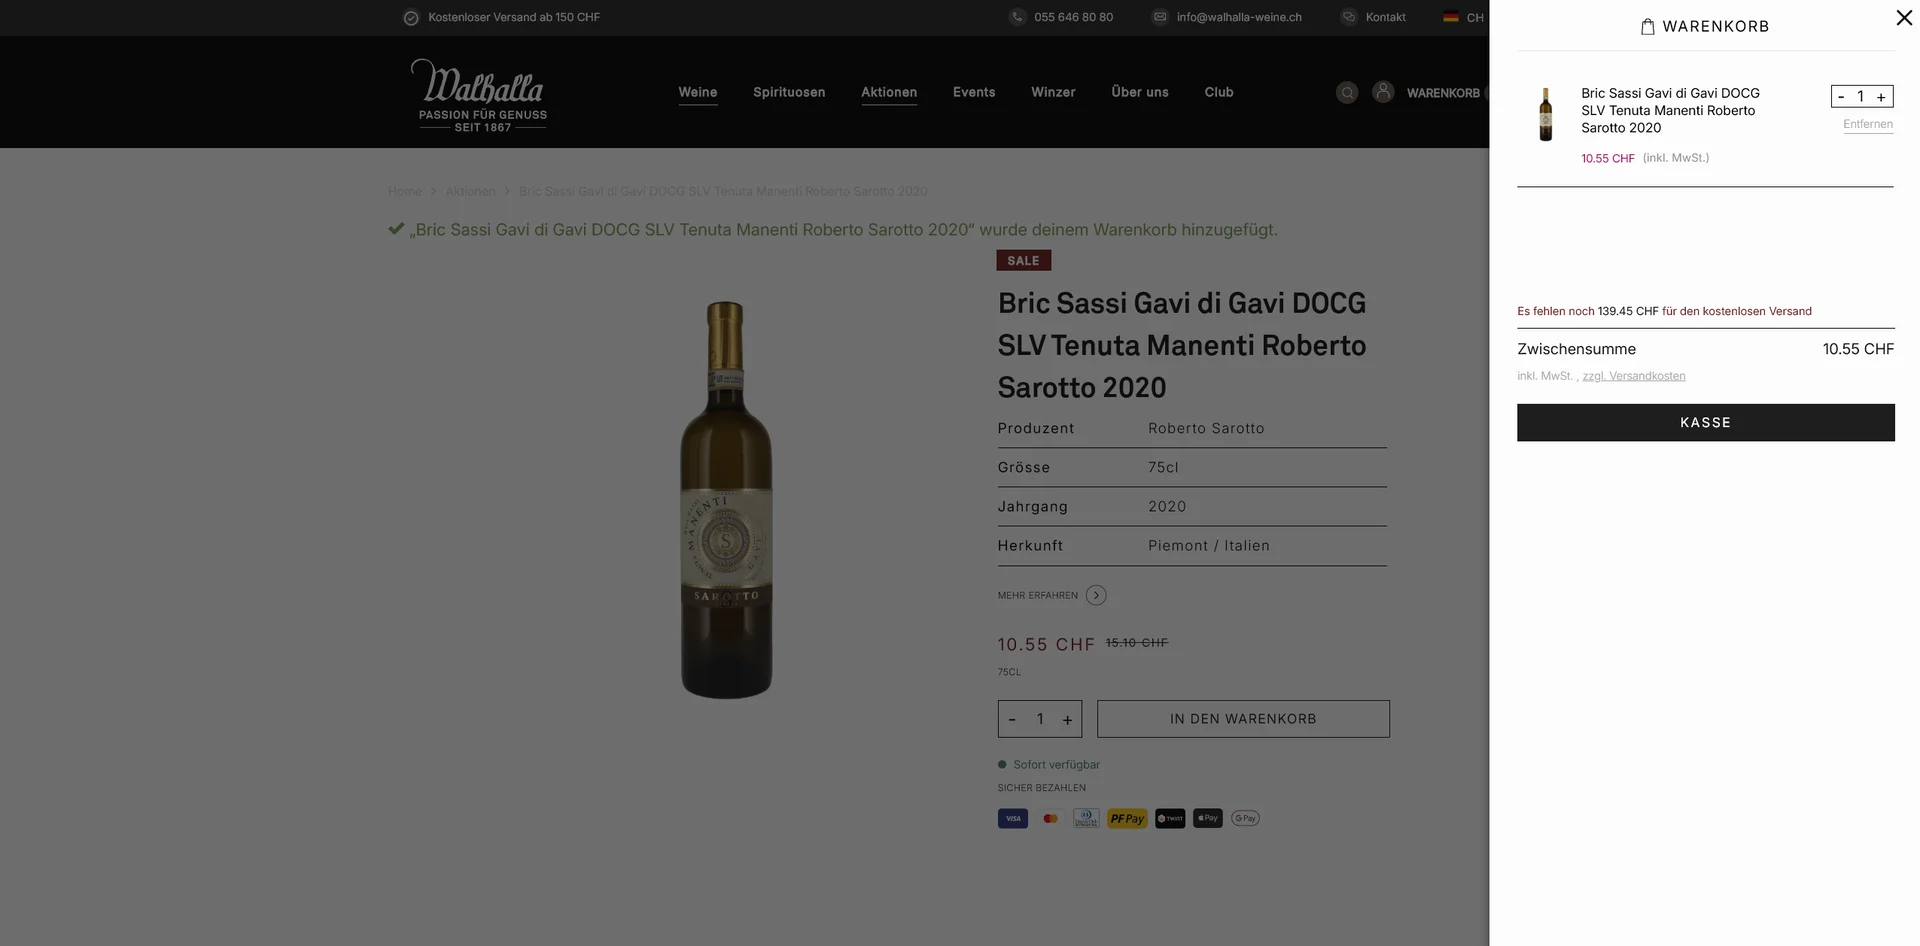 Kostenloser Versand ab 150 CHF
055 646 80 80
info@walhalla-weine.ch
Kontakt
CH
Walhalla
PASSION FÜR GENUSS
SEIT 1867
Weine
Spirituosen
Aktionen
Events
Winzer
Über uns
Club
WARENKORB
Home > Aktionen > Bric Sassi Gavi di Gavi DOCG SLV Tenuta Manenti Roberto Sarotto 2020
„Bric Sassi Gavi di Gavi DOCG SLV Tenuta Manenti Roberto Sarotto 2020“ wurde deinem Warenkorb hinzugefügt.
MANENTI
S
SAROTTO
SALE
Bric Sassi Gavi di Gavi DOCG
SLV Tenuta Manenti Roberto
Sarotto 2020
Produzent Roberto Sarotto
Grösse 75cl
Jahrgang 2020
Herkunft Piemont / Italien
MEHR ERFAHREN
10.55 CHF 15.10 CHF
75CL
- 1 +
IN DEN WARENKORB
Sofort verfügbar
SICHER BEZAHLEN
VISA
PF Pay
TWINT
Pay
G Pay
WARENKORB
Bric Sassi Gavi di Gavi DOCG
SLV Tenuta Manenti Roberto
Sarotto 2020
- 1 +
Entfernen
10.55 CHF (inkl. MwSt.)
Es fehlen noch 139.45 CHF für den kostenlosen Versand
Zwischensumme 10.55 CHF
inkl. MwSt. , zzgl. Versandkosten
KASSE